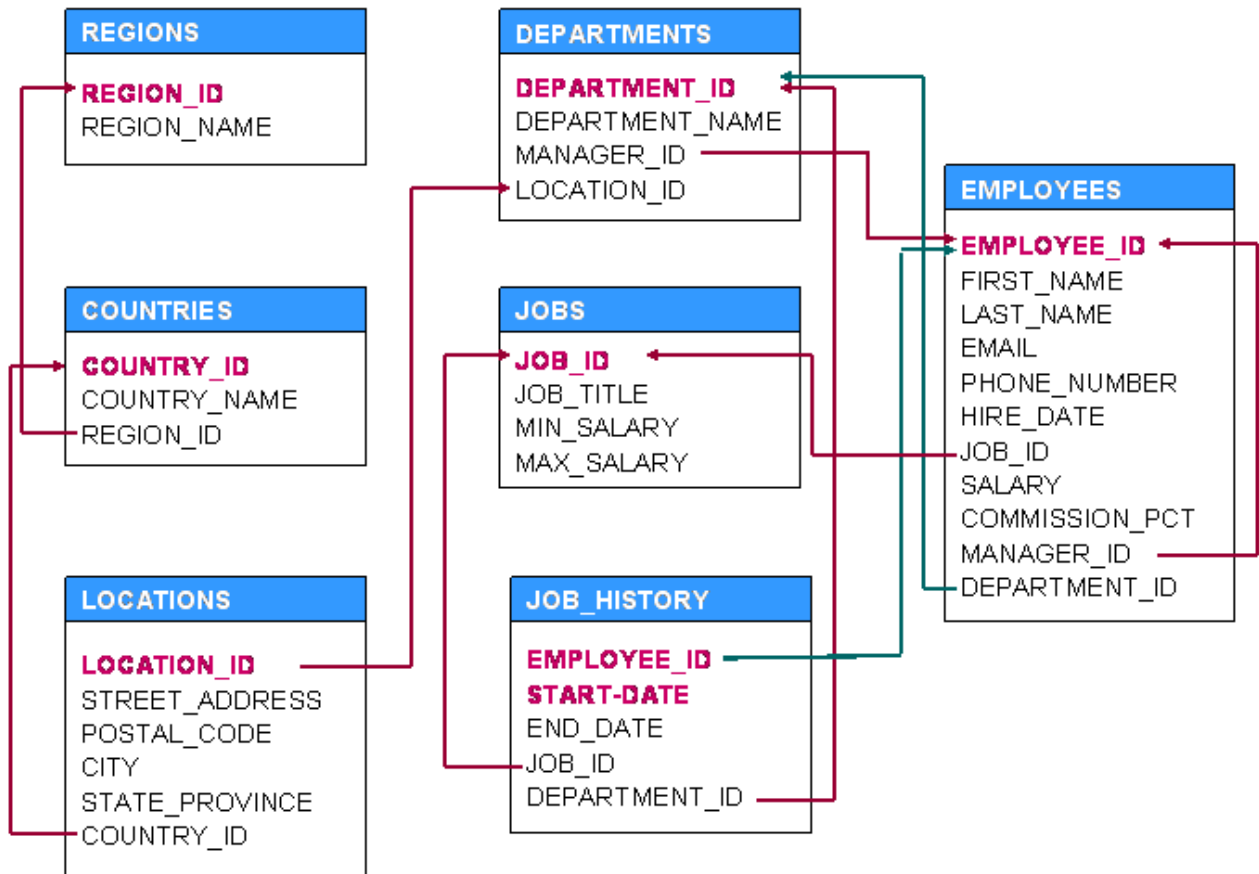 REGIONS
REGION_ID
REGION_NAME
COUNTRIES
COUNTRY_ID
COUNTRY_NAME
REGION_ID
LOCATIONS
LOCATION_ID
STREET_ADDRESS
POSTAL_CODE
CITY
STATE_PROVINCE
COUNTRY_ID
DEPARTMENTS
DEPARTMENT_ID
DEPARTMENT_NAME
MANAGER_ID
LOCATION_ID
JOBS
JOB_ID
JOB_TITLE
MIN_SALARY
MAX_SALARY
JOB_HISTORY
EMPLOYEE_ID
START-DATE
END_DATE
JOB_ID
DEPARTMENT_ID
EMPLOYEES
EMPLOYEE_ID
FIRST_NAME
LAST_NAME
EMAIL
PHONE_NUMBER
HIRE_DATE
JOB_ID
SALARY
COMMISSION_PCT
MANAGER_ID
DEPARTMENT_ID